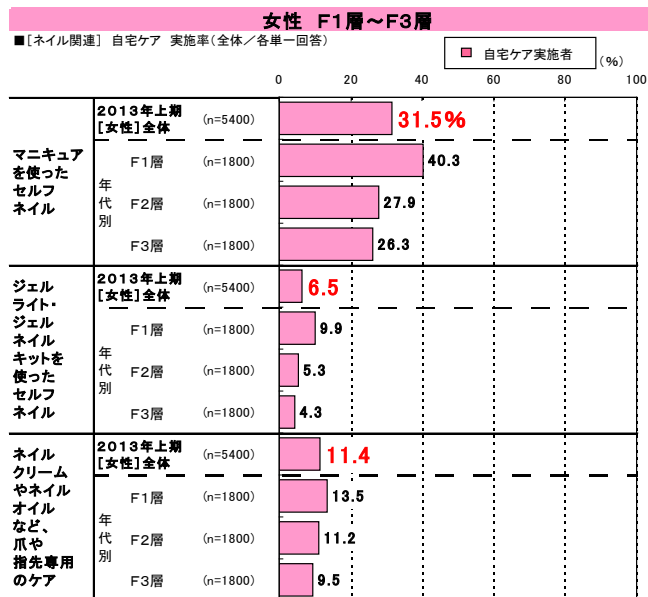 女性 F1層～F3層
■[ネイル関連] 自宅ケア 実施率(全体／各単一回答)
自宅ケア実施者
(%)
0 20 40 60 80 100
マニキュア
を使った
セルフ
ネイル
2013年上期
[女性]全体 (n=5400) 31.5%
年代別
F1層 (n=1800) 40.3
F2層 (n=1800) 27.9
F3層 (n=1800) 26.3
ジェル
ライト・
ジェル
ネイル
キットを
使った
セルフ
ネイル
2013年上期
[女性]全体 (n=5400) 6.5
年代別
F1層 (n=1800) 9.9
F2層 (n=1800) 5.3
F3層 (n=1800) 4.3
ネイル
クリーム
やネイル
オイル
など、
爪や
指先専用
のケア
2013年上期
[女性]全体 (n=5400) 11.4
年代別
F1層 (n=1800) 13.5
F2層 (n=1800) 11.2
F3層 (n=1800) 9.5